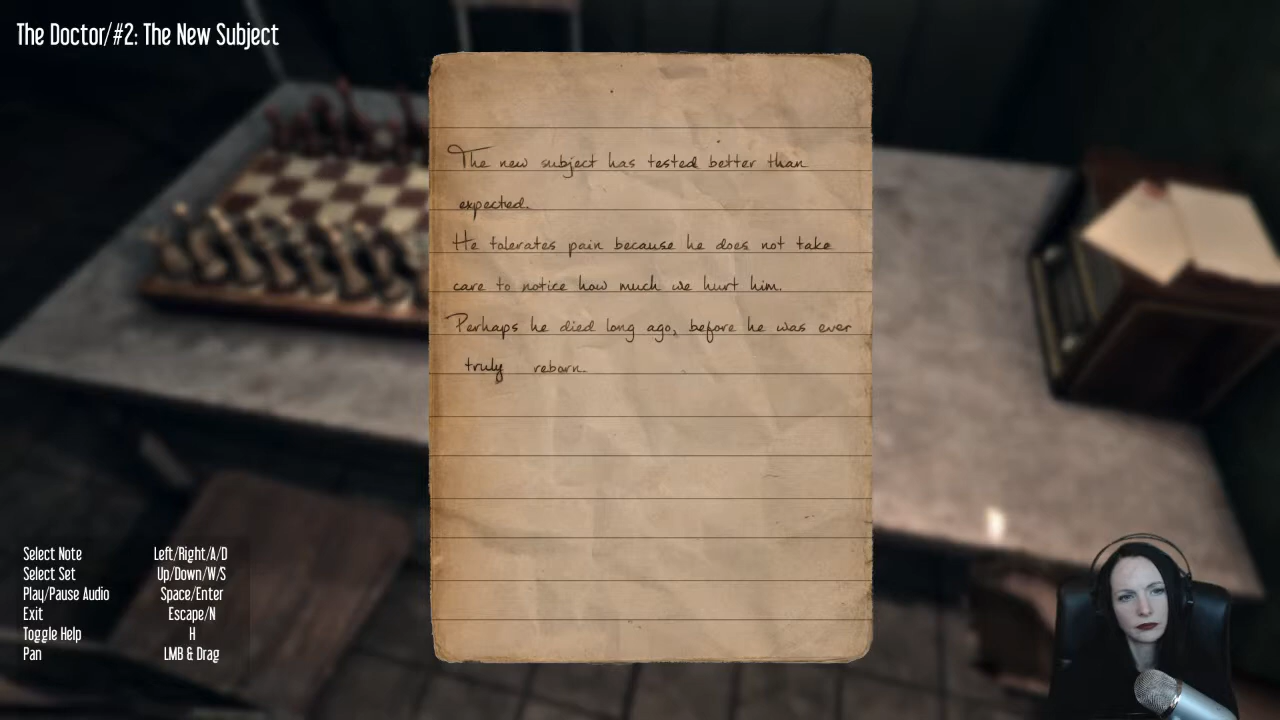 The Doctor/#2: The New Subject
The new subject has tested better than
expected.
He tolerates pain because he does not take
care to notice how much we hurt him.
Perhaps he died long ago, before he was ever
truly reborn.
Select Note Left/Right/A/D
Select Set Up/Down/W/S
Play/Pause Audio Space/Enter
Exit Escape/N
Toggle Help H
Pan LMB & Drag